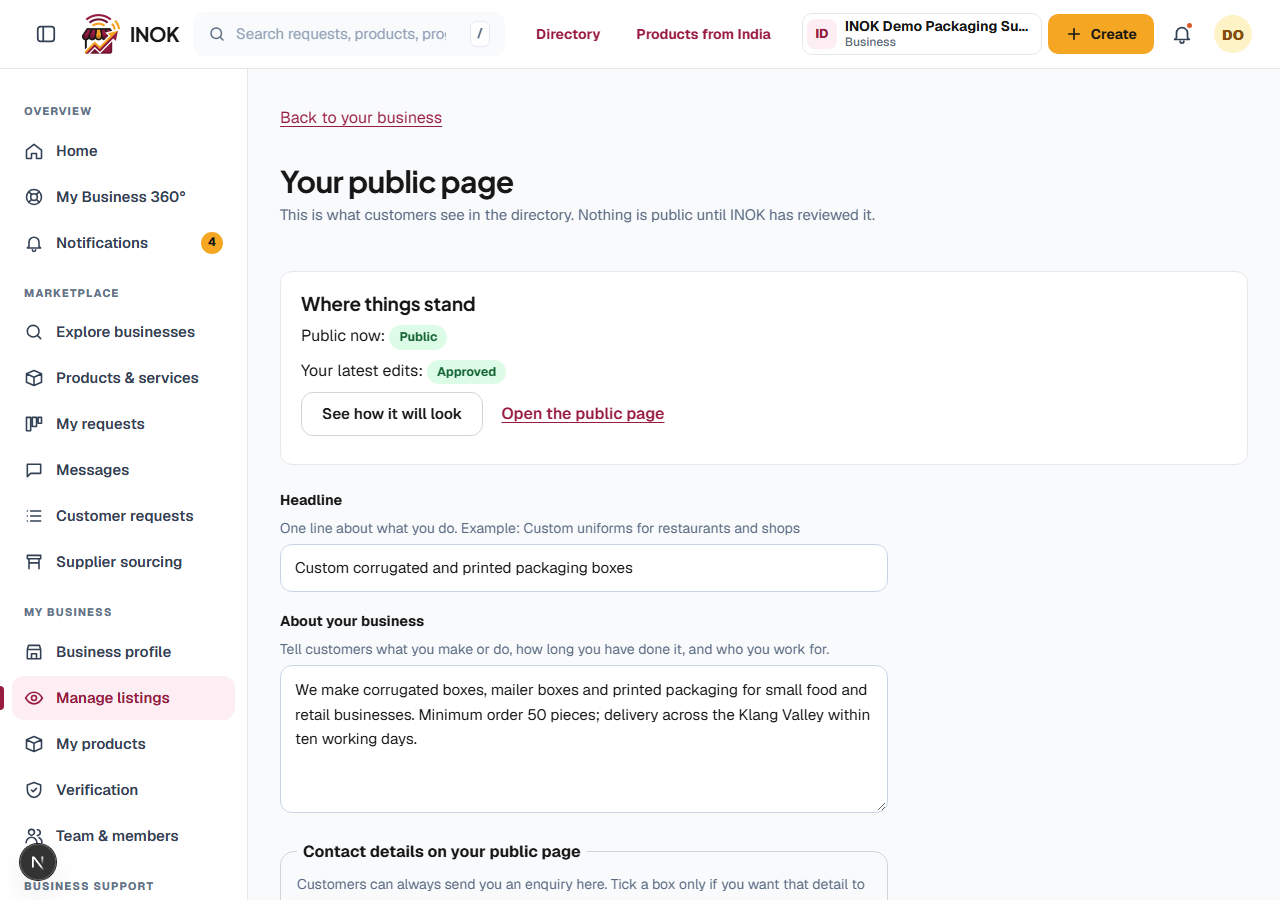 INOK
Search requests, products, pro
/
Directory
Products from India
ID
INOK Demo Packaging Su...
Business
Create
DO
OVERVIEW
Home
My Business 360°
Notifications
4
MARKETPLACE
Explore businesses
Products & services
My requests
Messages
Customer requests
Supplier sourcing
MY BUSINESS
Business profile
Manage listings
My products
Verification
Team & members
N
BUSINESS SUPPORT
Back to your business
Your public page
This is what customers see in the directory. Nothing is public until INOK has reviewed it.
Where things stand
Public now: Public
Your latest edits: Approved
See how it will look
Open the public page
Headline
One line about what you do. Example: Custom uniforms for restaurants and shops
Custom corrugated and printed packaging boxes
About your business
Tell customers what you make or do, how long you have done it, and who you work for.
We make corrugated boxes, mailer boxes and printed packaging for small food and
retail businesses. Minimum order 50 pieces; delivery across the Klang Valley within
ten working days.
Contact details on your public page
Customers can always send you an enquiry here. Tick a box only if you want that detail to